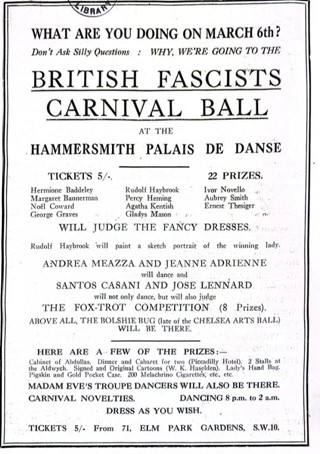 LIBRARY
WHAT ARE YOU DOING ON MARCH 6th?
Don't Ask Silly Questions : WHY, WE'RE GOING TO THE
BRITISH FASCISTS
CARNIVAL BALL
AT THE
HAMMERSMITH PALAIS DE DANSE
TICKETS 5/-. 22 PRIZES.
Hermione Baddeley Rudolf Haybrook Ivor Novello
Margaret Bannerman Percy Heming Aubrey Smith
Noël Coward Agatha Kentish Ernest Thesiger
George Graves Gladys Mason
WILL JUDGE THE FANCY DRESSES.
Rudolf Haybrook will paint a sketch portrait of the winning lady.
ANDREA MEAZZA AND JEANNE ADRIENNE
will dance and
SANTOS CASANI AND JOSE LENNARD
will not only dance, but will also judge
THE FOX-TROT COMPETITION (8 Prizes).
ABOVE ALL, THE BOLSHIE BUG (late of the CHELSEA ARTS BALL)
WILL BE THERE.
HERE ARE A FEW OF THE PRIZES:—
Cabinet of Abdullas. Dinner and Cabaret for two (Piccadilly Hotel). 2 Stalls at
the Aldwych. Signed and Original Cartoons (W. K. Haselden). Lady's Hand Bag.
Pigskin and Gold Pocket Case. 200 Melachrino Cigarettes, etc., etc.
MADAM EVE'S TROUPE DANCERS WILL ALSO BE THERE.
CARNIVAL NOVELTIES. DANCING 8 p.m. to 2 a.m.
DRESS AS YOU WISH.
TICKETS 5/- From 71, ELM PARK GARDENS, S.W.10.